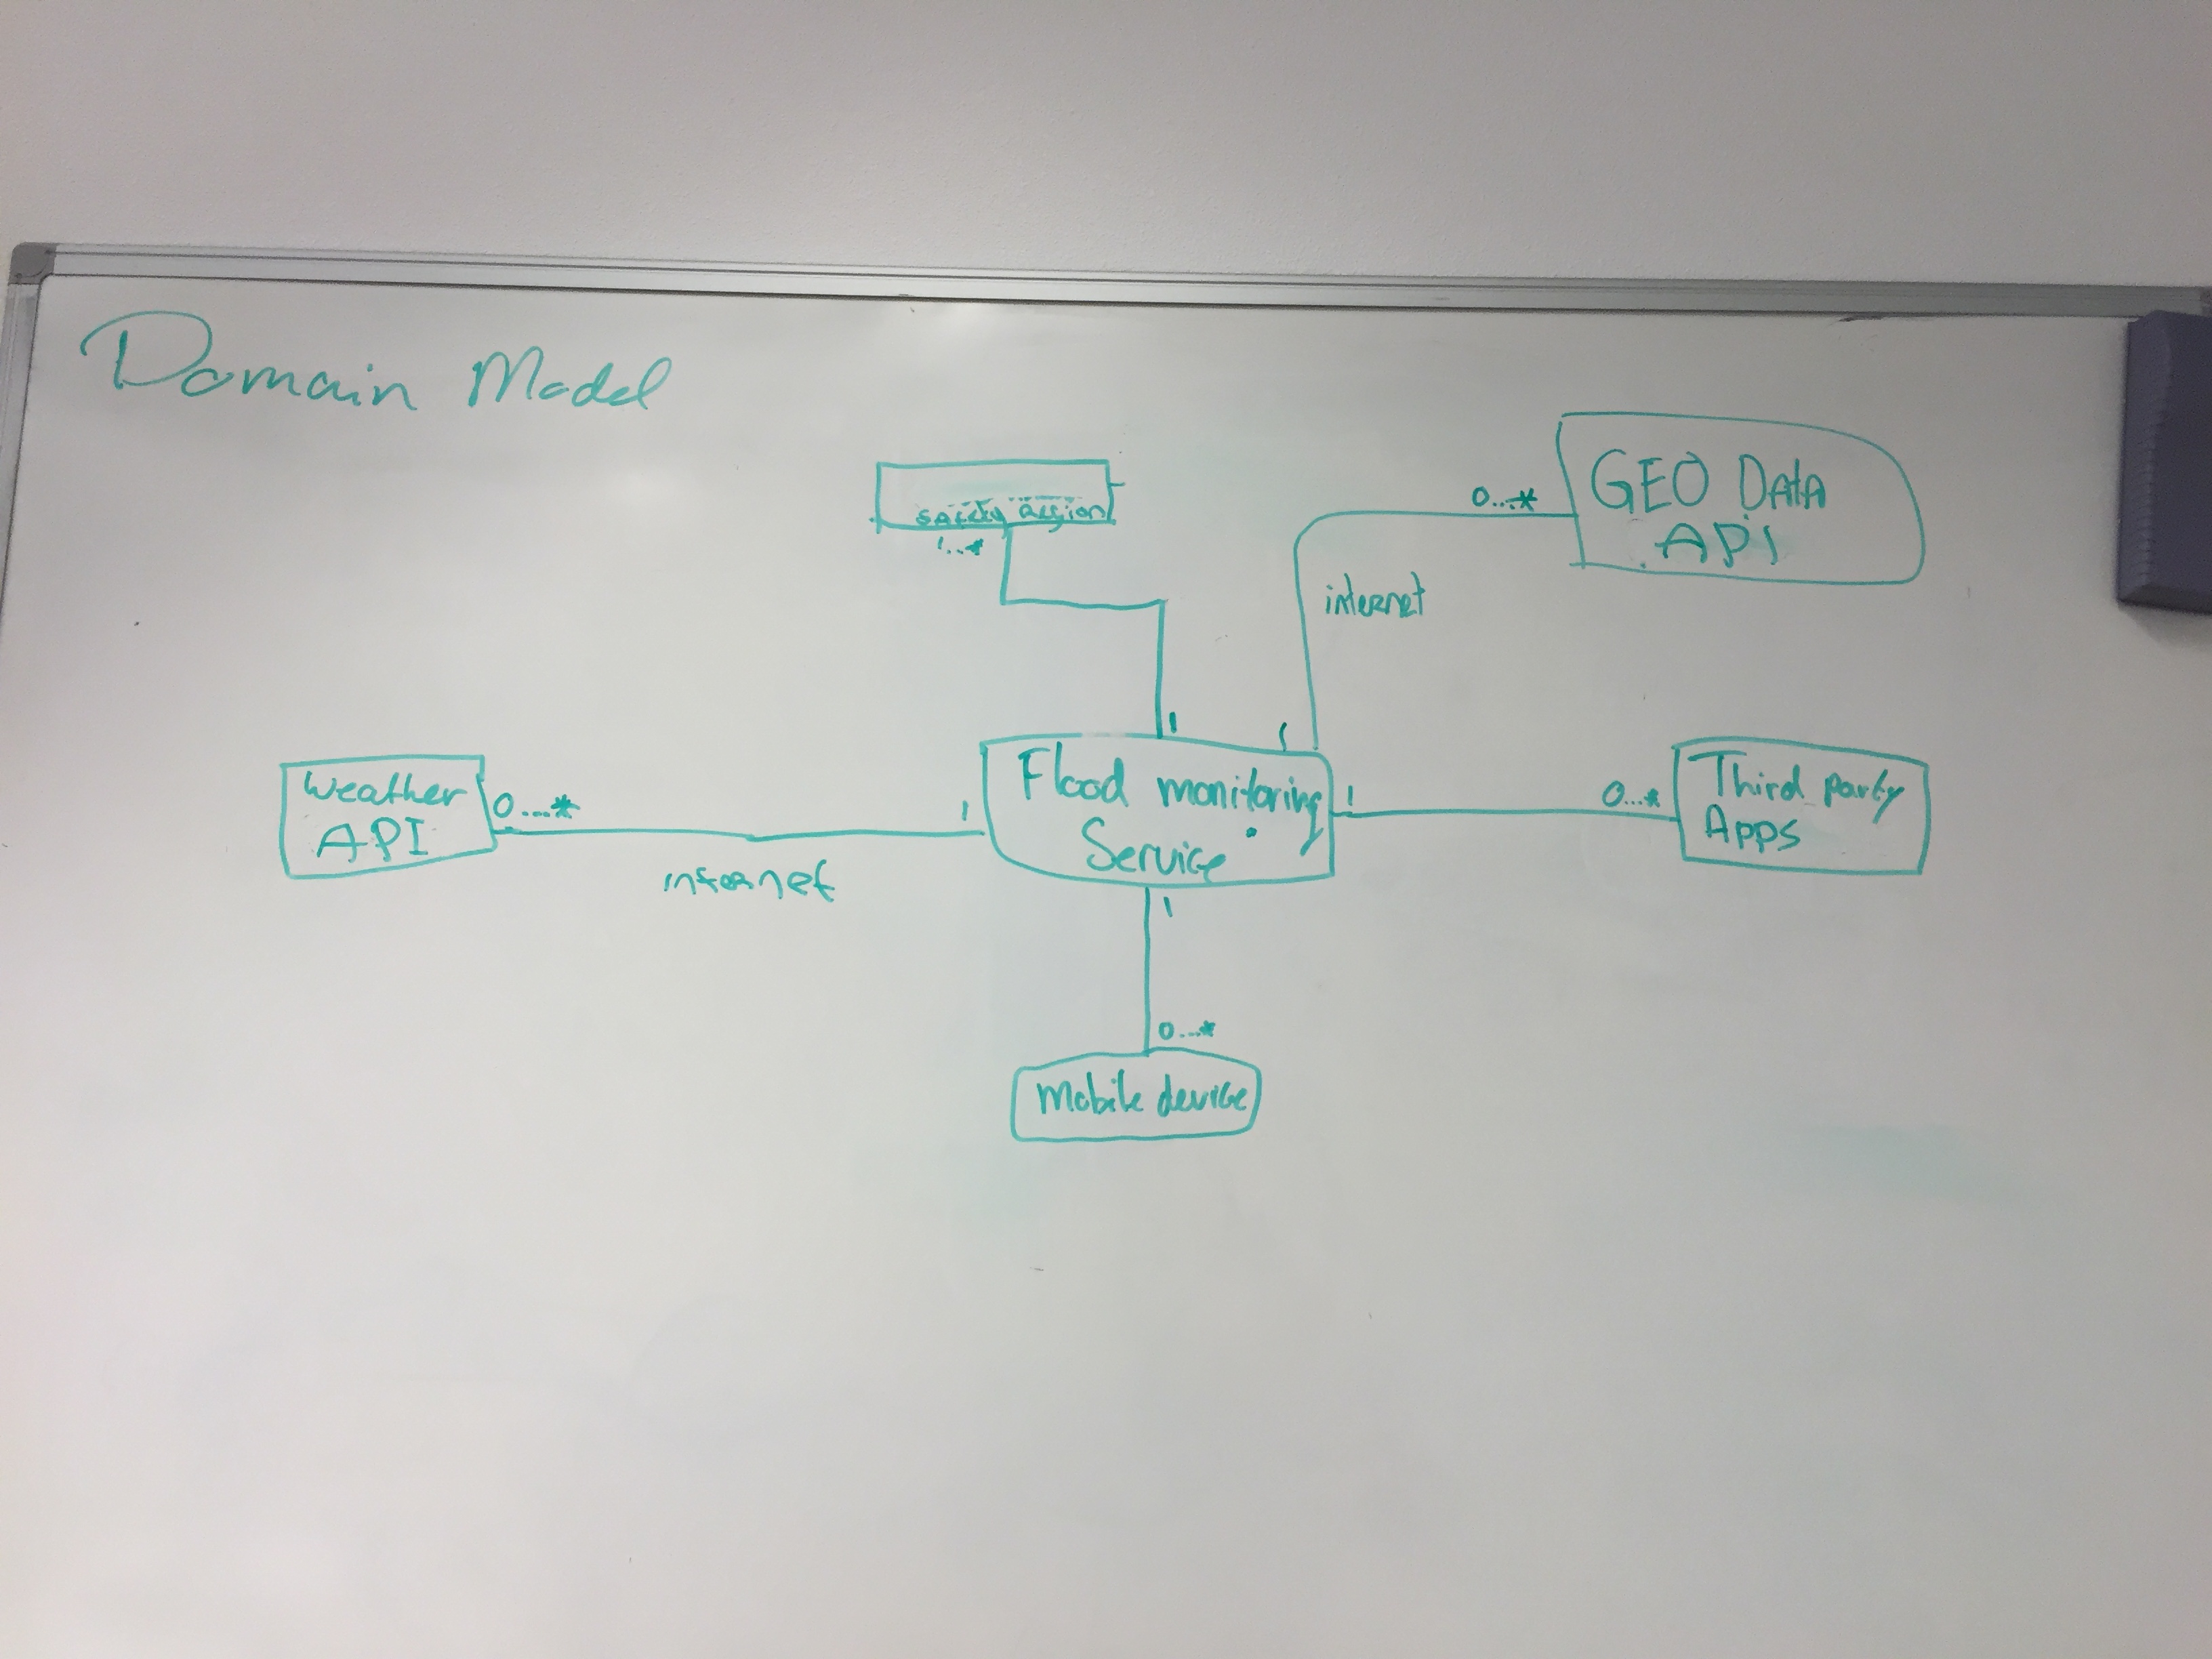 Domain Model
safety region
1..*
0...*
GEO Data
API
internet
1
1
Weather
API
0....*
1
internet
Flood monitoring
Service
1
0...*
Third party
Apps
1
0...*
mobile device